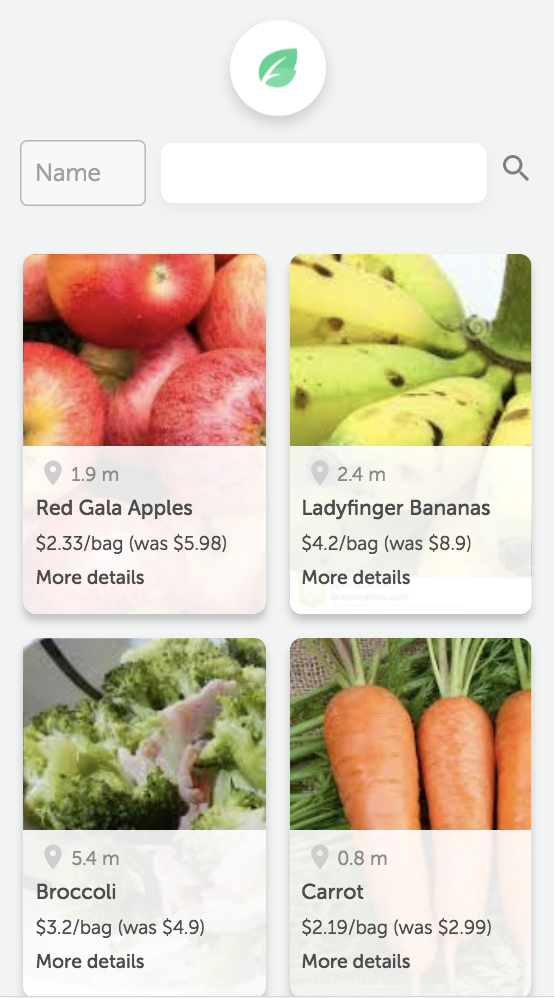 Name
1.9 m
Red Gala Apples
$2.33/bag (was $5.98)
More details
2.4 m
Ladyfinger Bananas
$4.2/bag (was $8.9)
More details
5.4 m
Broccoli
$3.2/bag (was $4.9)
More details
0.8 m
Carrot
$2.19/bag (was $2.99)
More details